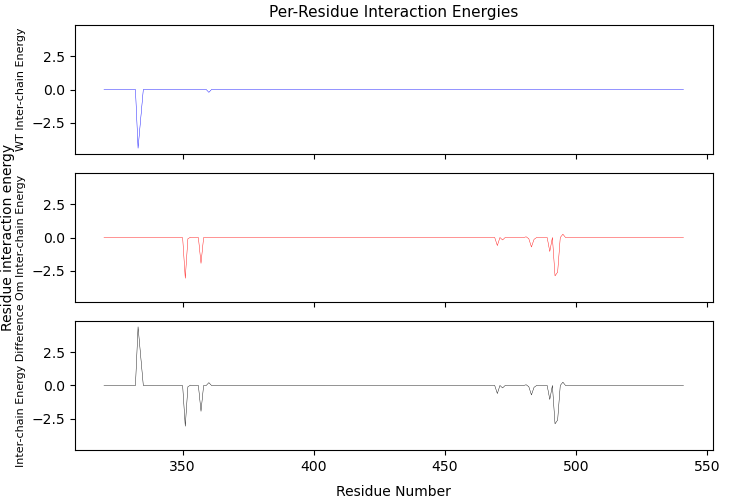 Per-Residue Interaction Energies
Residue interaction energy
WT Inter-chain Energy
2.5
0.0
−2.5
Om Inter-chain Energy
2.5
0.0
−2.5
Inter-chain Energy Difference
2.5
0.0
−2.5
350
400
450
500
550
Residue Number